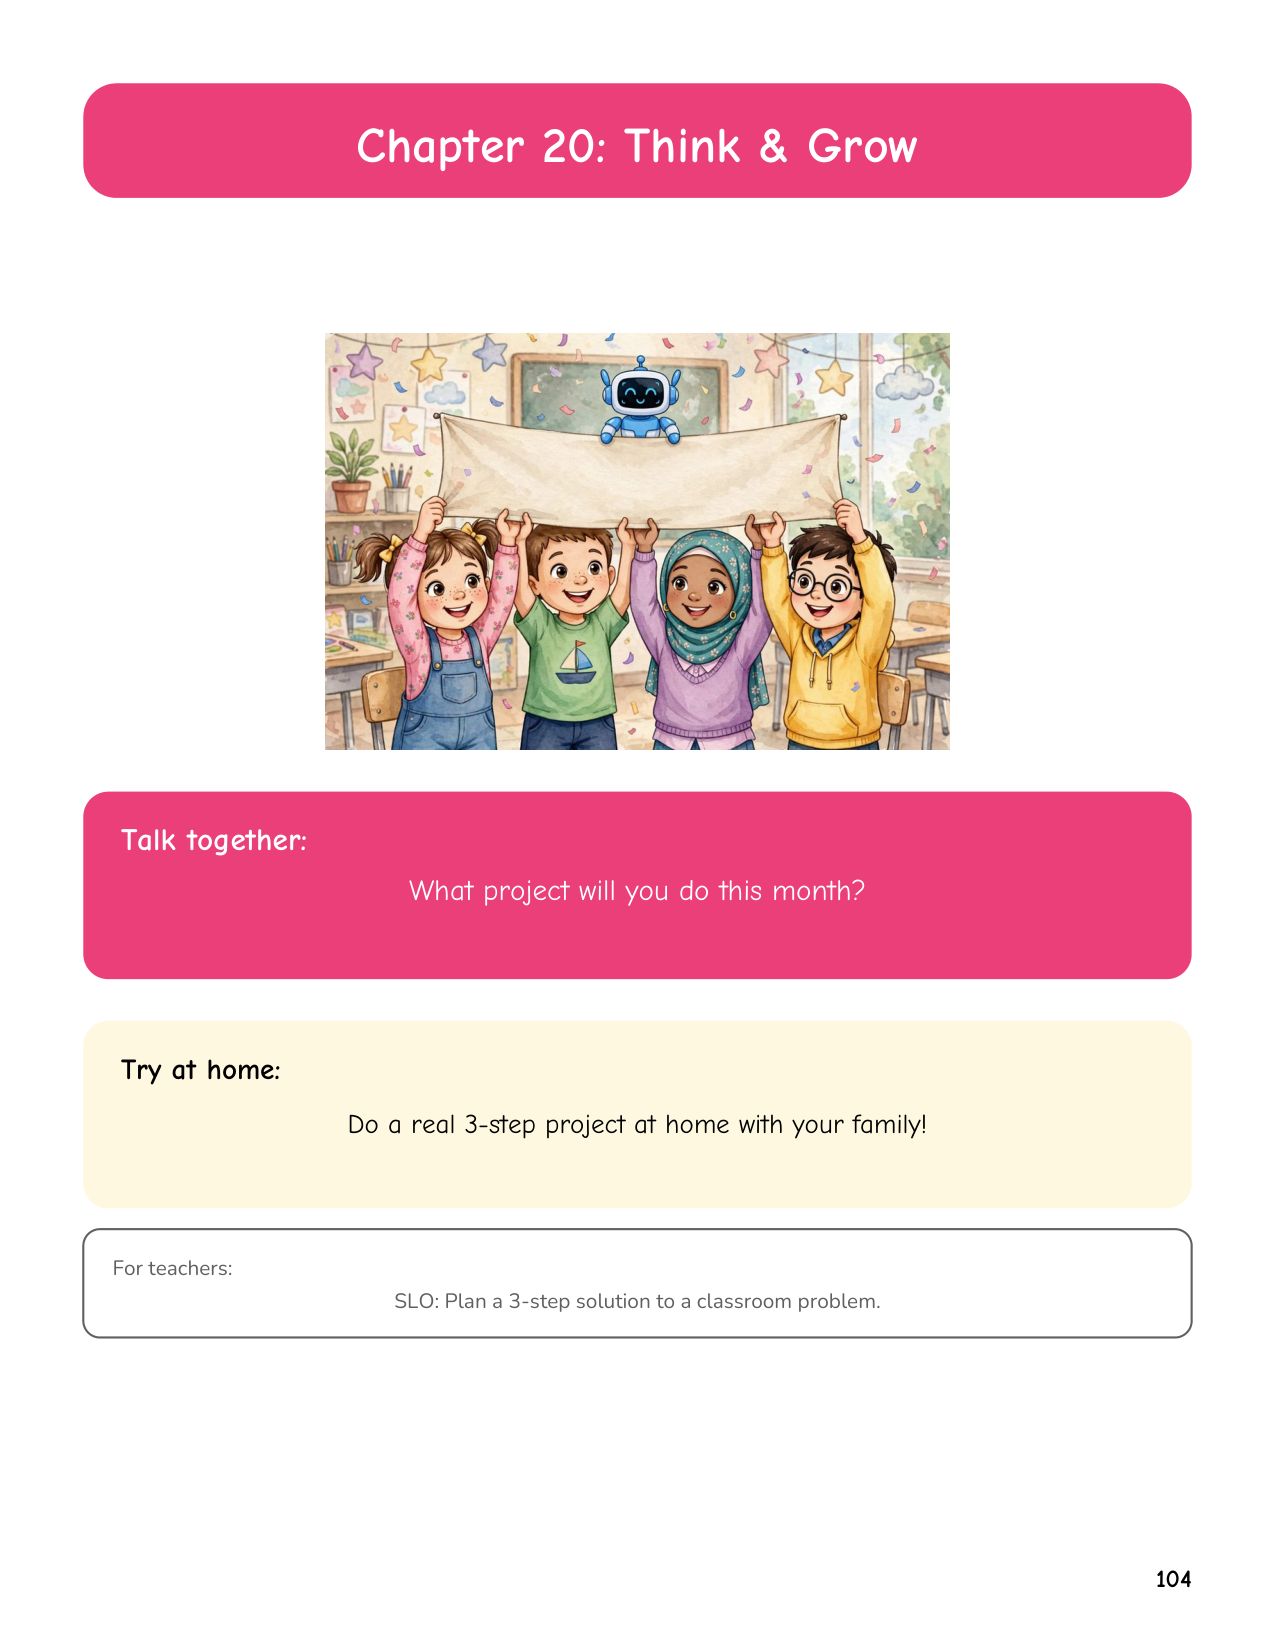 Chapter 20: Think & Grow
Talk together:
What project will you do this month?
Try at home:
Do a real 3-step project at home with your family!
For teachers:
SLO: Plan a 3-step solution to a classroom problem.
104